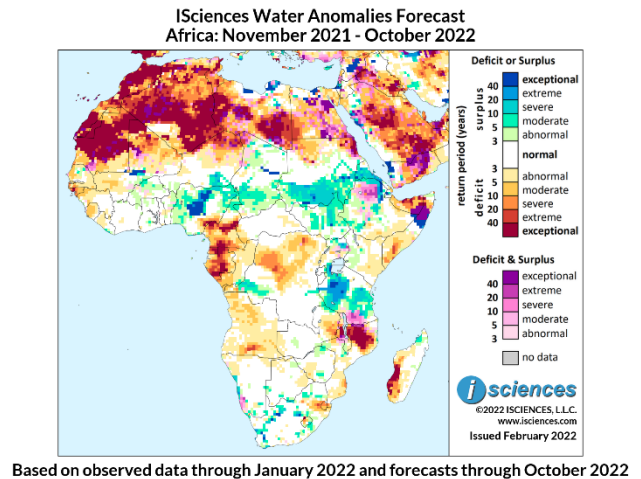 ISciences Water Anomalies Forecast
Africa: November 2021 - October 2022
Deficit or Surplus
return period (years)
surplus
deficit
exceptional
40
extreme
20
severe
10
moderate
5
abnormal
3
normal
3
abnormal
5
moderate
10
severe
20
extreme
40
exceptional
Deficit & Surplus
exceptional
40
extreme
20
severe
10
moderate
5
abnormal
3
no data
i sciences
©2022 ISCIENCES, L.L.C.
www.isciences.com
Issued February 2022
Based on observed data through January 2022 and forecasts through October 2022